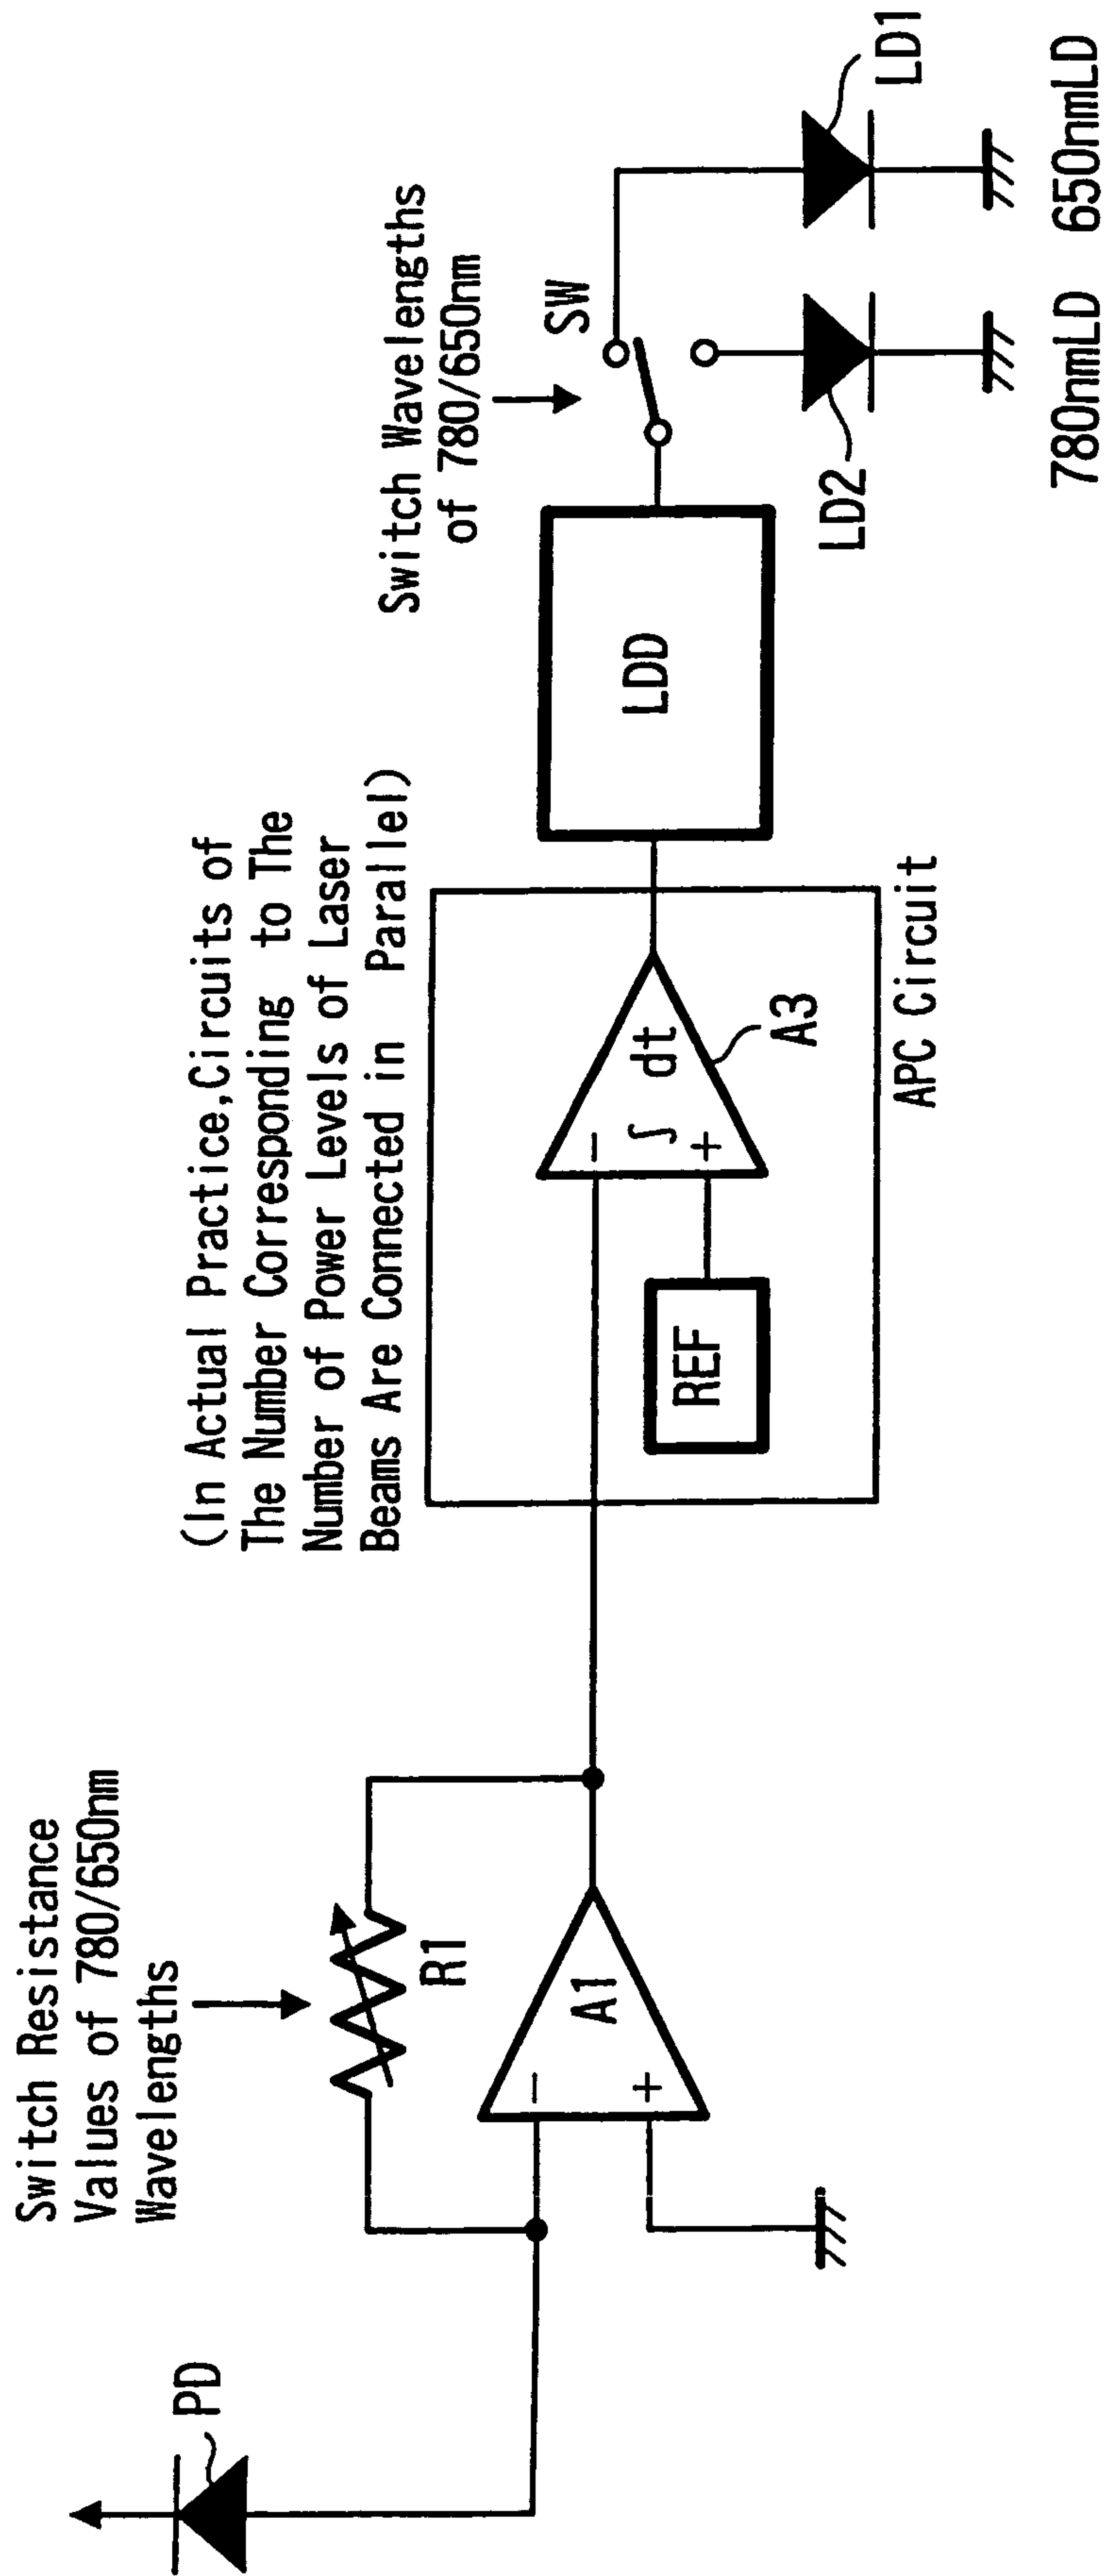 PD
Switch Resistance
Values of 780/650nm
Wavelengths
R1
−
A1
+
(In Actual Practice,Circuits of
The Number Corresponding to The
Number of Power Levels of Laser
Beams Are Connected in Parallel)
REF
−
∫ dt
+
A3
APC Circuit
LDD
Switch Wavelengths
of 780/650nm
SW
LD2
LD1
780nmLD 650nmLD